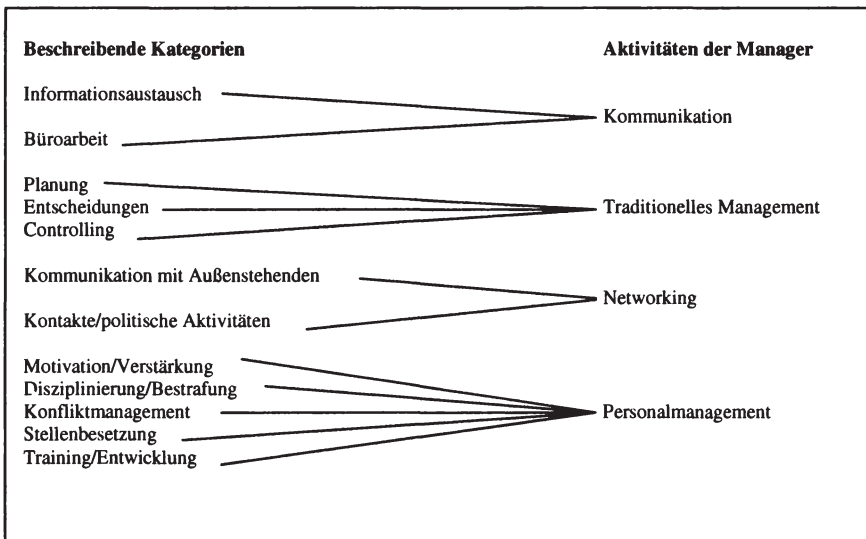 Beschreibende Kategorien Aktivitäten der Manager
Informationsaustausch
Kommunikation
Büroarbeit
Planung
Entscheidungen Traditionelles Management
Controlling
Kommunikation mit Außenstehenden
Networking
Kontakte/politische Aktivitäten
Motivation/Verstärkung
Disziplinierung/Bestrafung
Konfliktmanagement Personalmanagement
Stellenbesetzung
Training/Entwicklung